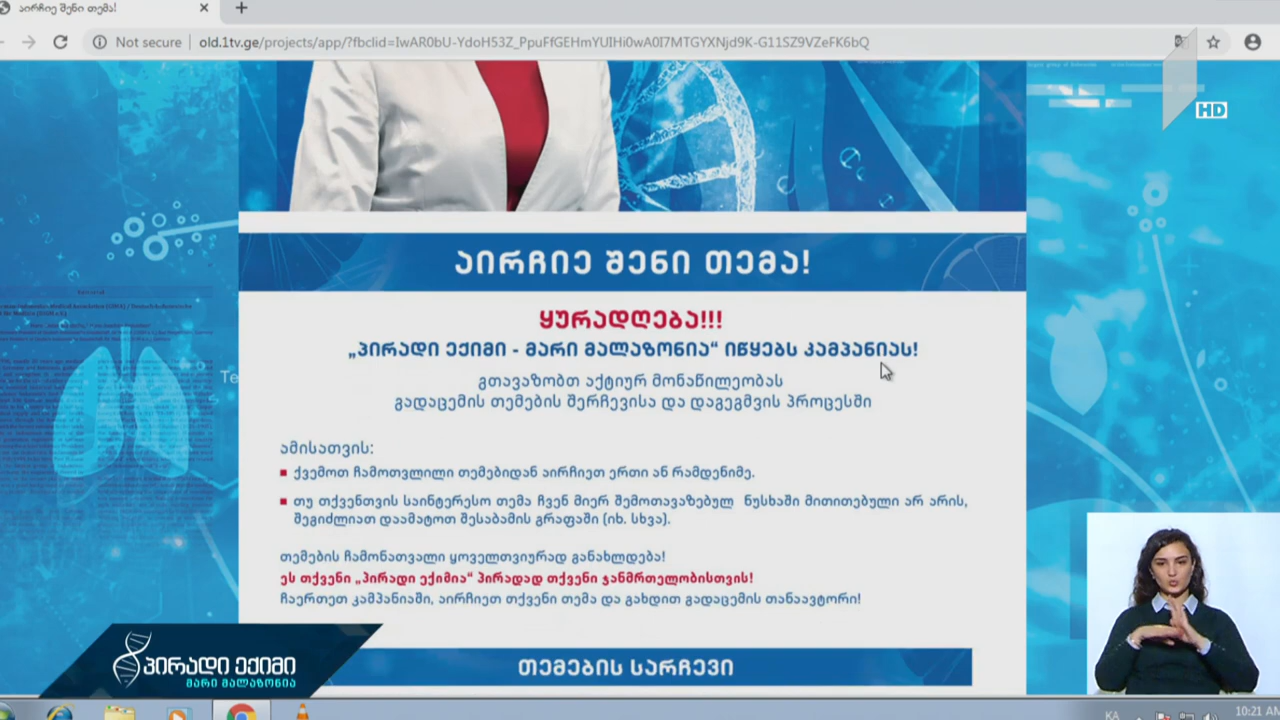 აირჩიე შენი თემა!
Not secure
old.1tv.ge/projects/app/?fbclid=IwAR0bU-YdoH53Z_PpuFfGEHmYUIHi0wA0I7MTGYXNjd9K-G11SZ9VZeFK6bQ
HD
აირჩიე შენი თემა!
ყურადღება!!!
„პირადი ექიმი - მარი მალაზონია“ იწყებს კამპანიას!
გთავაზობთ აქტიურ მონაწილეობას
გადაცემის თემების შერჩევისა და დაგეგმვის პროცესში
ამისათვის:
ქვემოთ ჩამოთვლილი თემებიდან აირჩიეთ ერთი ან რამდენიმე.
თუ თქვენთვის საინტერესო თემა ჩვენ მიერ შემოთავაზებულ ნუსხაში მითითებული არ არის,
შეგიძლიათ დაამატოთ შესაბამის გრაფაში (იხ. სხვა).
თემების ჩამონათვალი ყოველთვიურად განახლდება!
ეს თქვენი „პირადი ექიმია“ პირადად თქვენი ჯანმრთელობისთვის!
ჩაერთეთ კამპანიაში, აირჩიეთ თქვენი თემა და გახდით გადაცემის თანაავტორი!
თემების სარჩევი
პირადი ექიმი
მარი მალაზონია
KA
10:21 AM